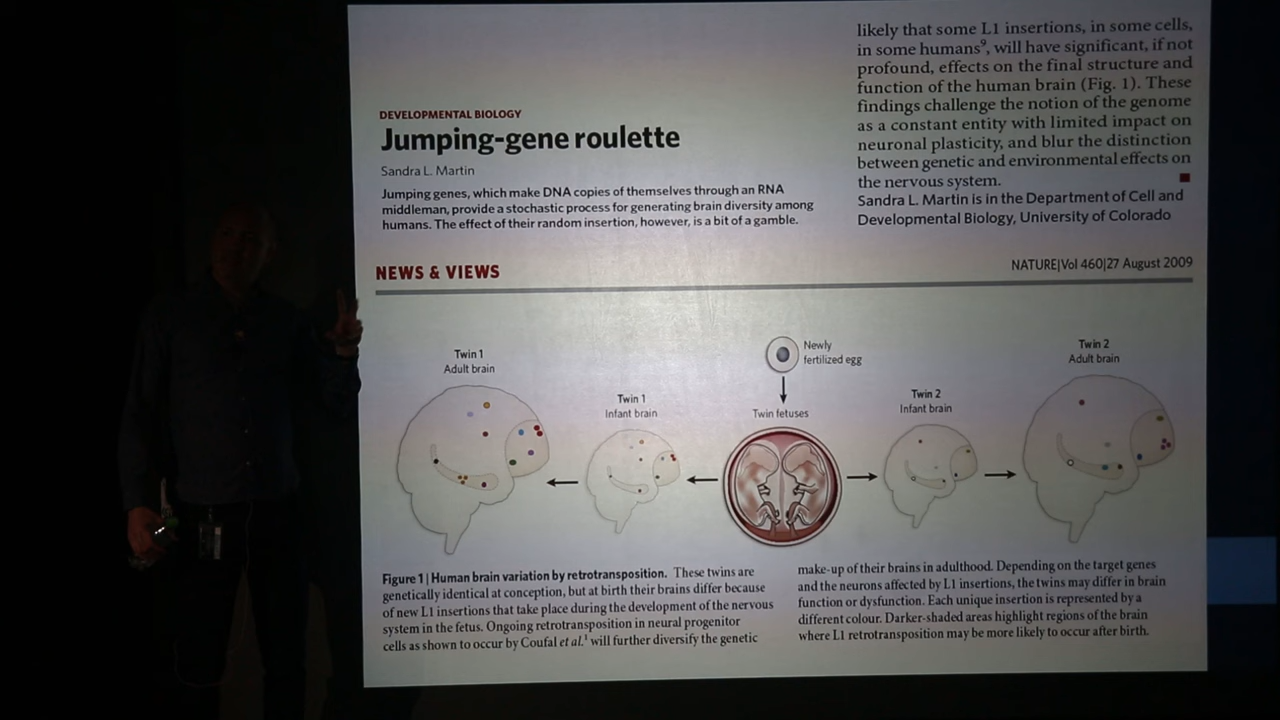 DEVELOPMENTAL BIOLOGY
Jumping-gene roulette
Sandra L. Martin
Jumping genes, which make DNA copies of themselves through an RNA
middleman, provide a stochastic process for generating brain diversity among
humans. The effect of their random insertion, however, is a bit of a gamble.
likely that some L1 insertions, in some cells,
in some humans9, will have significant, if not
profound, effects on the final structure and
function of the human brain (Fig. 1). These
findings challenge the notion of the genome
as a constant entity with limited impact on
neuronal plasticity, and blur the distinction
between genetic and environmental effects on
the nervous system.
Sandra L. Martin is in the Department of Cell and
Developmental Biology, University of Colorado
NEWS & VIEWS
NATURE|Vol 460|27 August 2009
Twin 1
Adult brain
Twin 1
Infant brain
Newly
fertilized egg
Twin fetuses
Twin 2
Infant brain
Twin 2
Adult brain
Figure 1 | Human brain variation by retrotransposition. These twins are
genetically identical at conception, but at birth their brains differ because
of new L1 insertions that take place during the development of the nervous
system in the fetus. Ongoing retrotransposition in neural progenitor
cells as shown to occur by Coufal et al.1 will further diversify the genetic
make-up of their brains in adulthood. Depending on the target genes
and the neurons affected by L1 insertions, the twins may differ in brain
function or dysfunction. Each unique insertion is represented by a
different colour. Darker-shaded areas highlight regions of the brain
where L1 retrotransposition may be more likely to occur after birth.